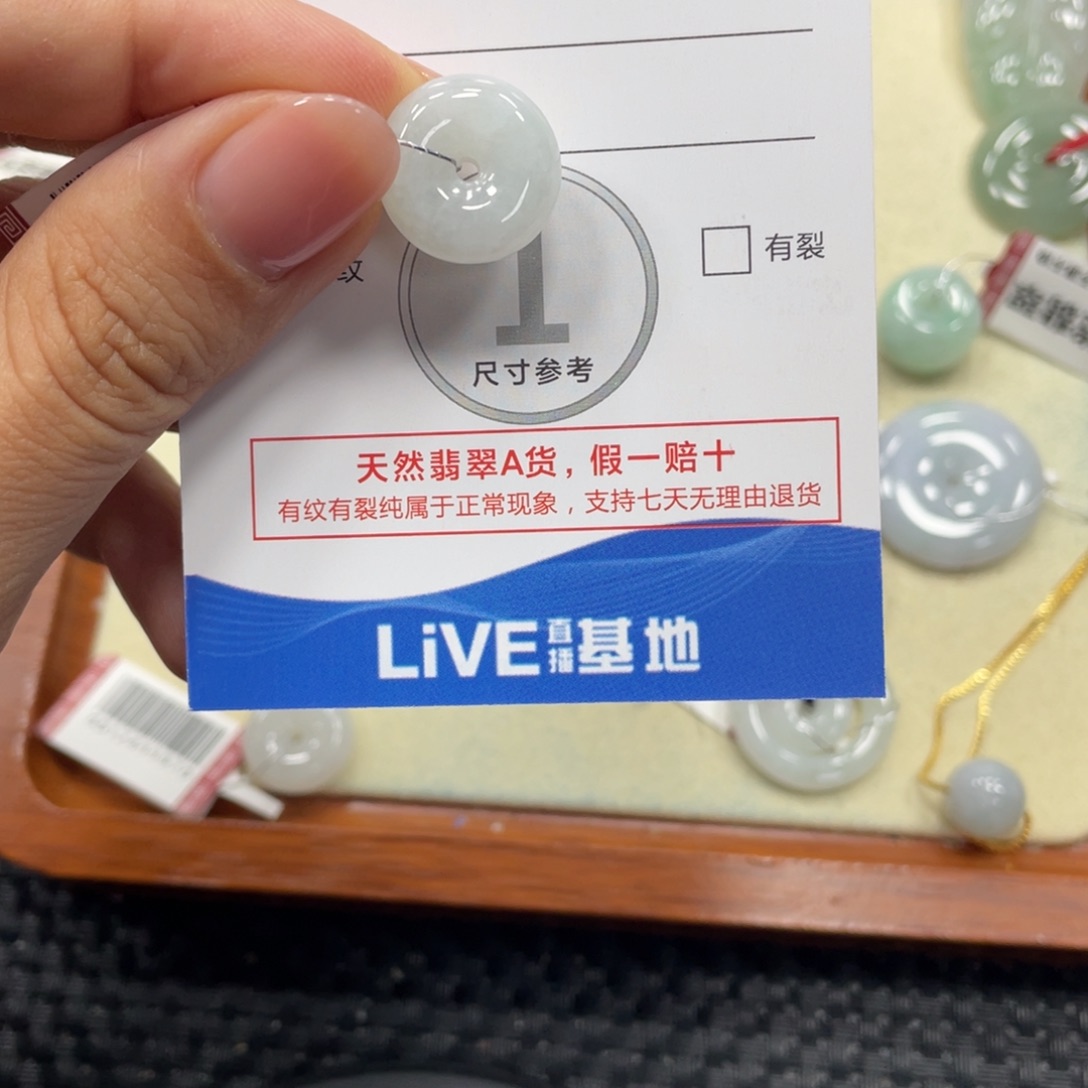 纹
有裂
1
尺寸参考
天然翡翠A货，假一赔十
有纹有裂纯属于正常现象，支持七天无理由退货
LiVE直播基地